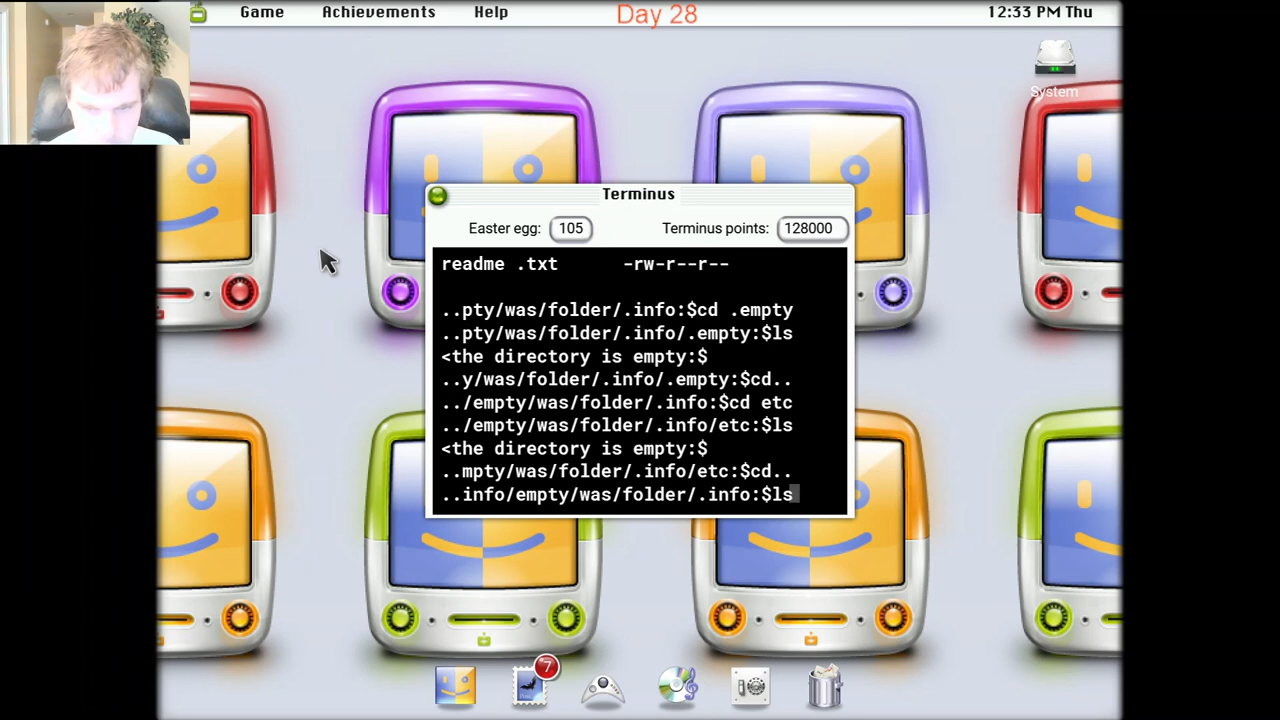 Game Achievements Help Day 28 12:33 PM Thu
System
Terminus
Easter egg: 105 Terminus points: 128000
readme .txt -rw-r--r--
..pty/was/folder/.info:$cd .empty
..pty/was/folder/.info/.empty:$ls
<the directory is empty:$
..y/was/folder/.info/.empty:$cd..
../empty/was/folder/.info:$cd etc
../empty/was/folder/.info/etc:$ls
<the directory is empty:$
..mpty/was/folder/.info/etc:$cd..
..info/empty/was/folder/.info:$ls
7